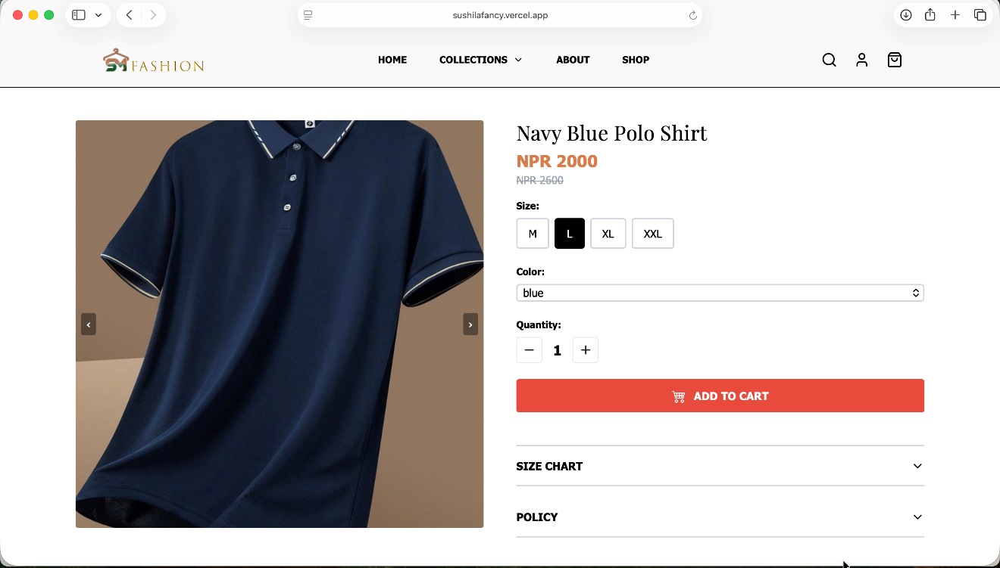 sushilafancy.vercel.app
SM FASHION
HOME
COLLECTIONS
ABOUT
SHOP
Navy Blue Polo Shirt
NPR 2000
NPR 2600
Size:
M
L
XL
XXL
Color:
blue
Quantity:
1
ADD TO CART
SIZE CHART
POLICY